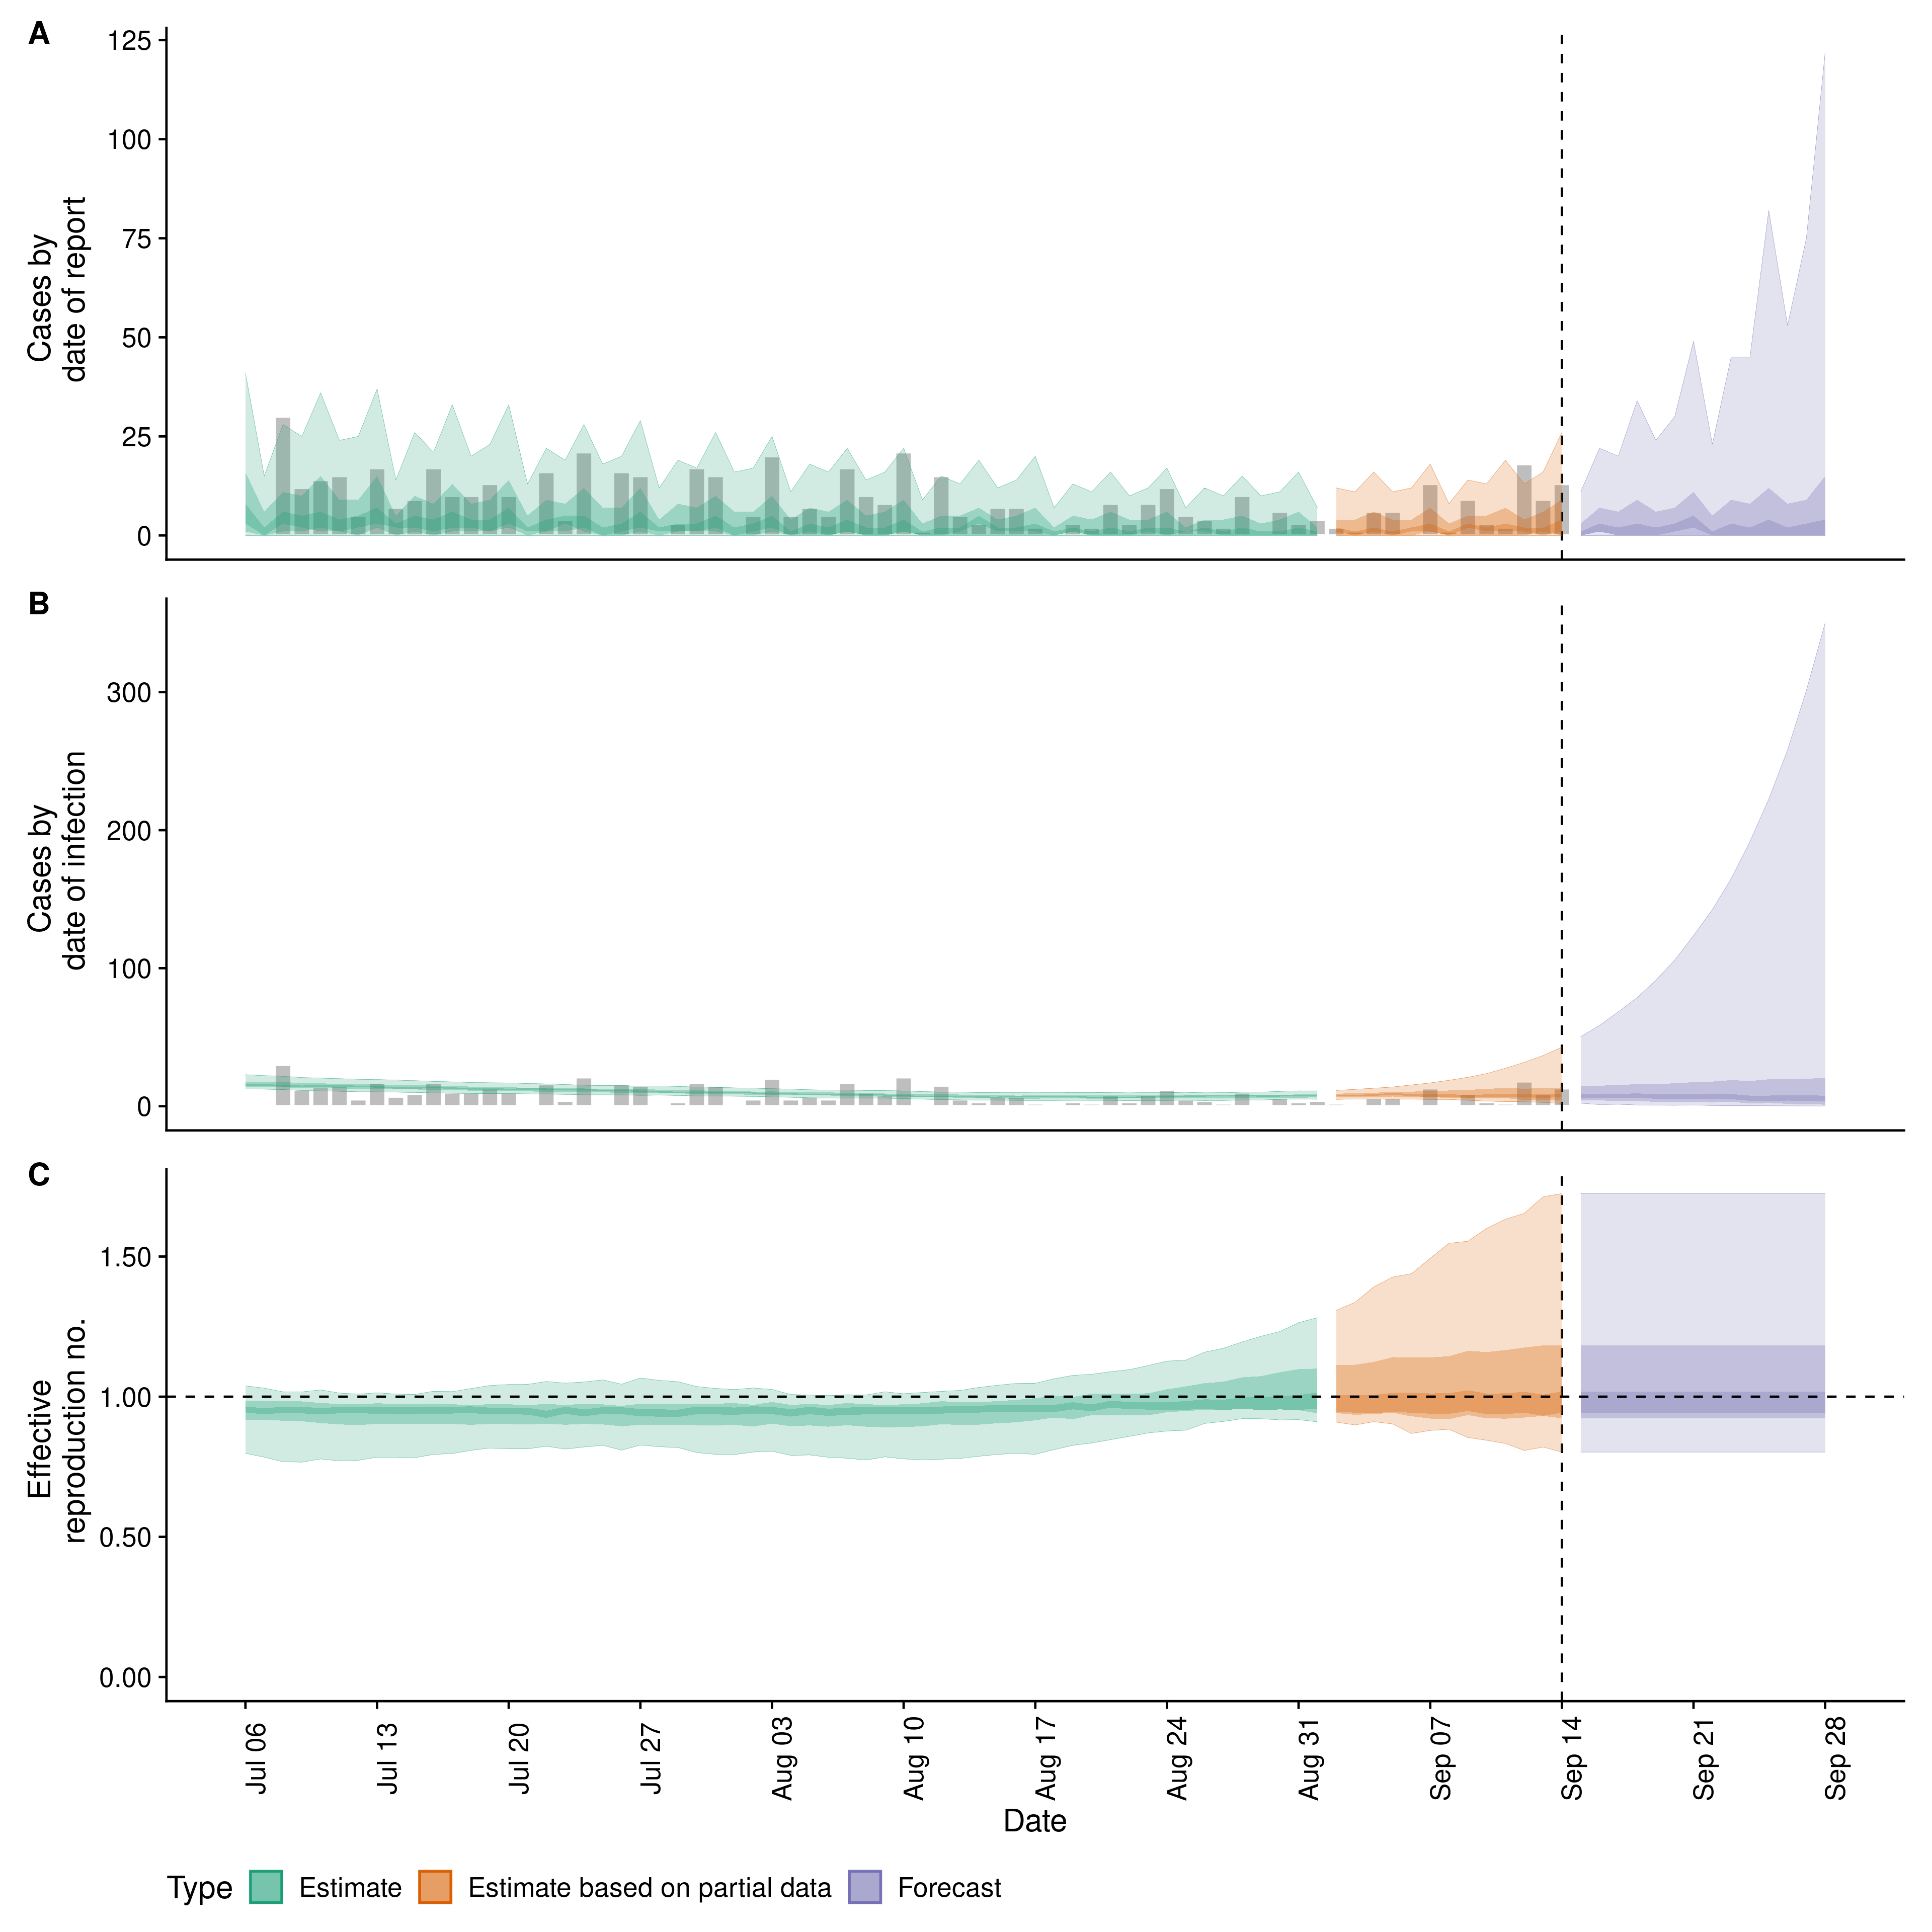 A
125
100
75
50
25
0
Cases by
date of report
B
300
200
100
0
Cases by
date of infection
C
1.50
1.00
0.50
0.00
Effective
reproduction no.
Jul 06
Jul 13
Jul 20
Jul 27
Aug 03
Aug 10
Aug 17
Aug 24
Aug 31
Sep 07
Sep 14
Sep 21
Sep 28
Date
Type Estimate Estimate based on partial data Forecast